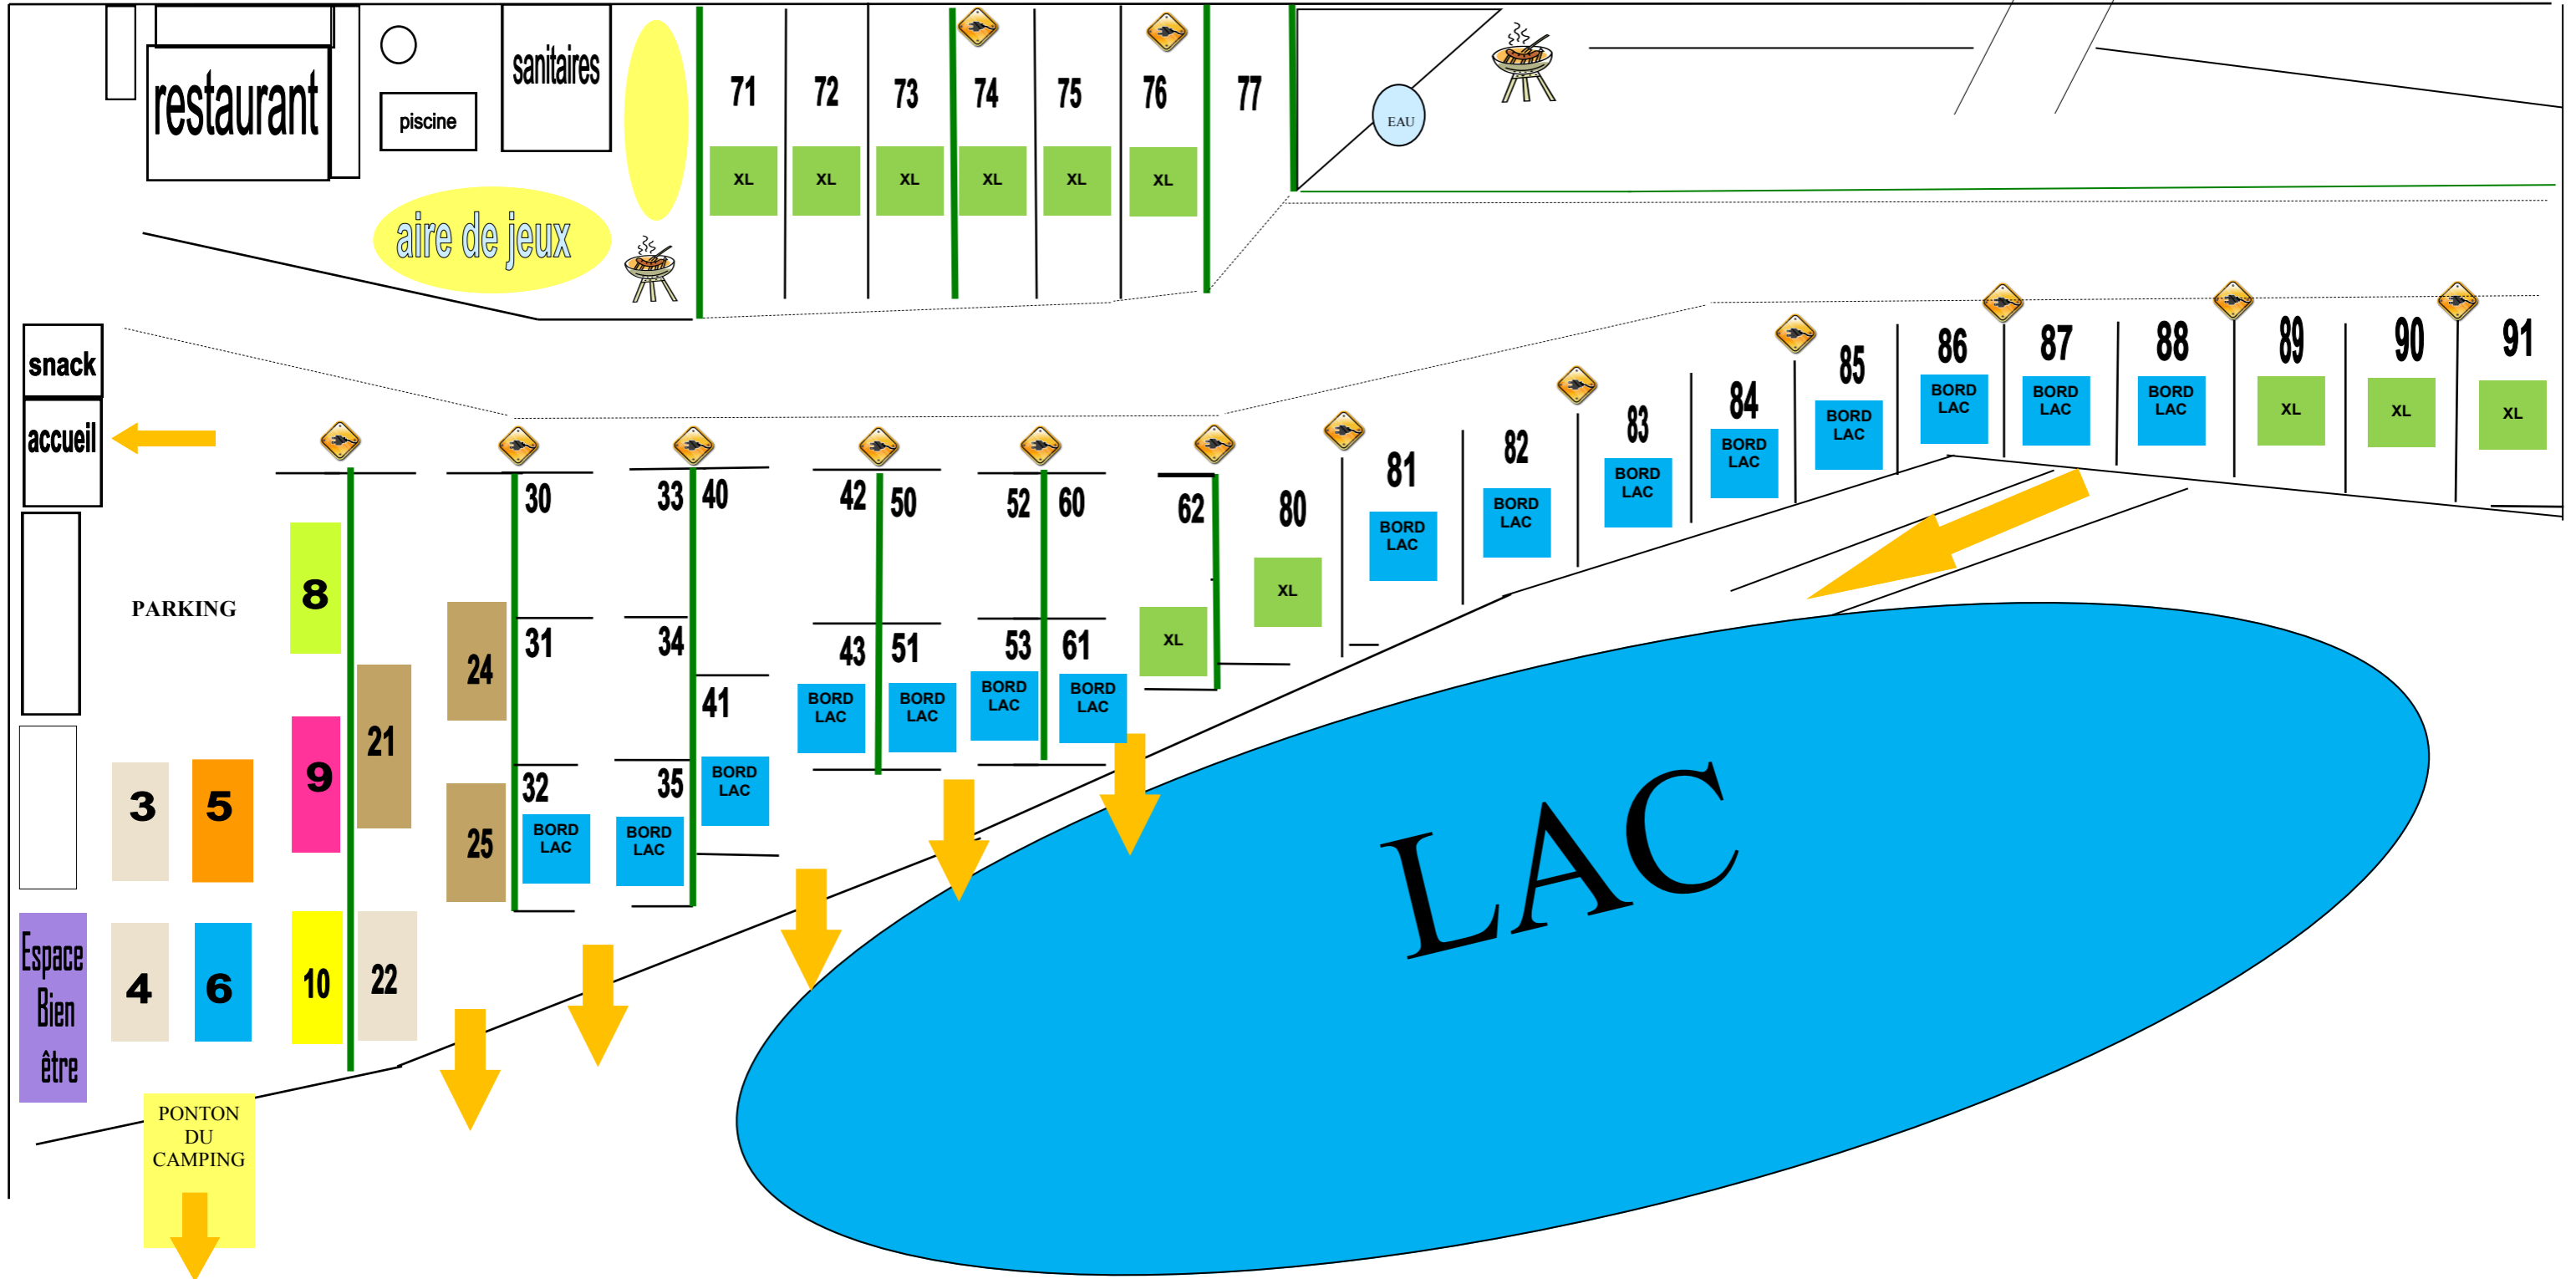 restaurant
piscine
sanitaires
aire de jeux
71
72
73
74
75
76
77
XL
XL
XL
XL
XL
XL
EAU
snack
accueil
PARKING
8
9
10
3
5
4
6
Espace
Bien
être
PONTON
DU
CAMPING
21
22
24
25
30
31
32
BORD
LAC
33
34
35
BORD
LAC
40
41
BORD
LAC
42
43
BORD
LAC
50
51
BORD
LAC
52
53
BORD
LAC
60
61
BORD
LAC
62
XL
80
XL
81
BORD
LAC
82
BORD
LAC
83
BORD
LAC
84
BORD
LAC
85
BORD
LAC
86
BORD
LAC
87
BORD
LAC
88
BORD
LAC
89
XL
90
XL
91
XL
LAC